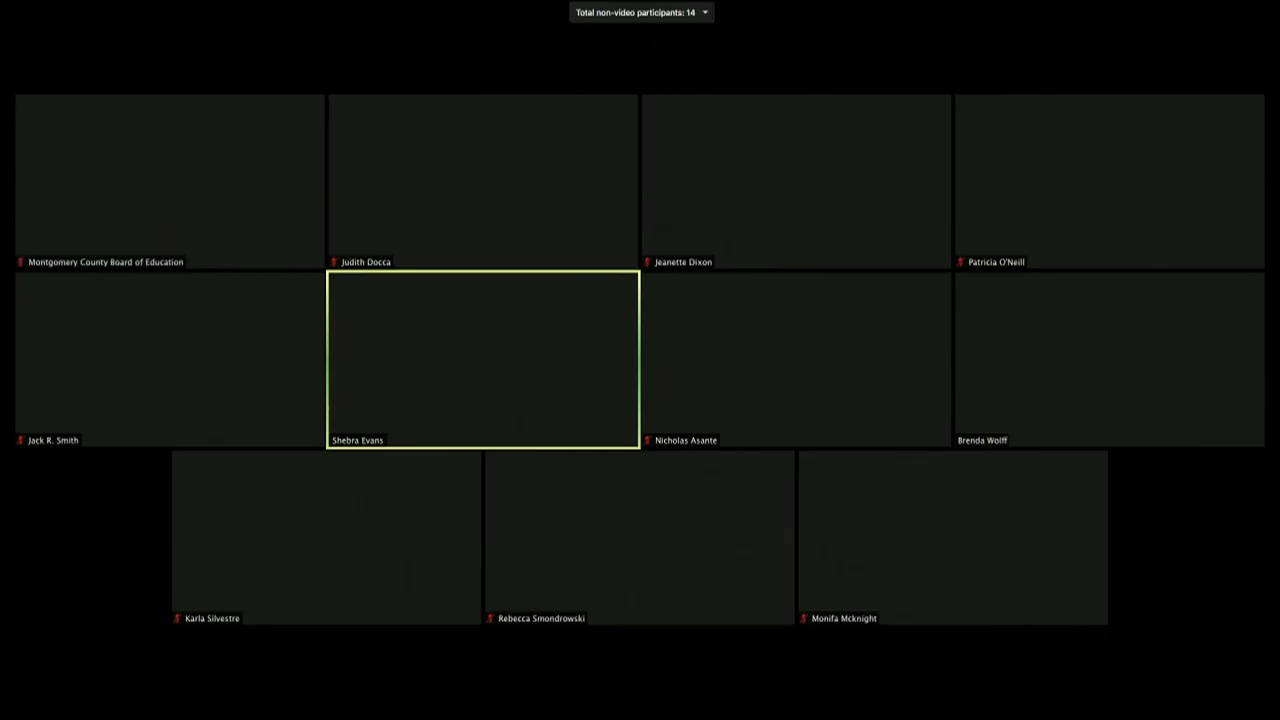 Total non-video participants: 14
Montgomery County Board of Education
Judith Docca
Jeanette Dixon
Patricia O'Neill
Jack R. Smith
Shebra Evans
Nicholas Asante
Brenda Wolff
Karla Silvestre
Rebecca Smondrowski
Monifa Mcknight